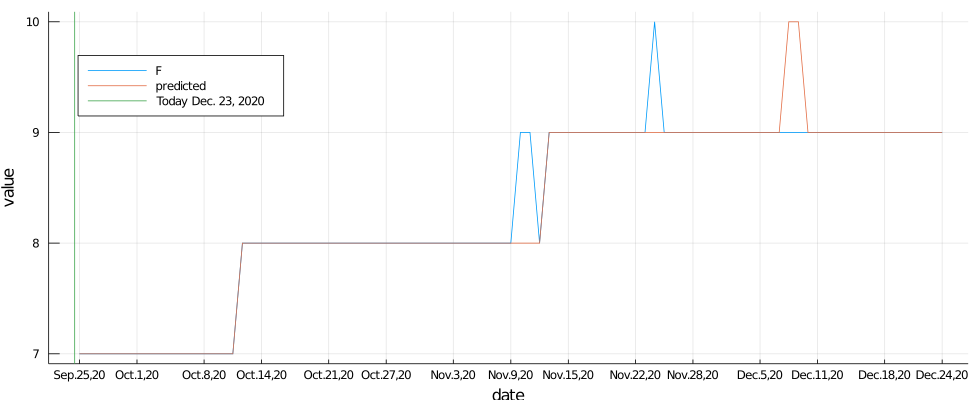 10
9
8
7
value
F
predicted
Today Dec. 23, 2020
Sep.25,20 Oct.1,20 Oct.8,20 Oct.14,20 Oct.21,20 Oct.27,20 Nov.3,20 Nov.9,20 Nov.15,20 Nov.22,20 Nov.28,20 Dec.5,20 Dec.11,20 Dec.18,20 Dec.24,20
date